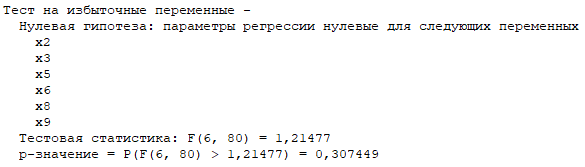 Тест на избыточные переменные -
Нулевая гипотеза: параметры регрессии нулевые для следующих переменных
x2
x3
x5
x6
x8
x9
Тестовая статистика: F(6, 80) = 1,21477
p-значение = P(F(6, 80) > 1,21477) = 0,307449